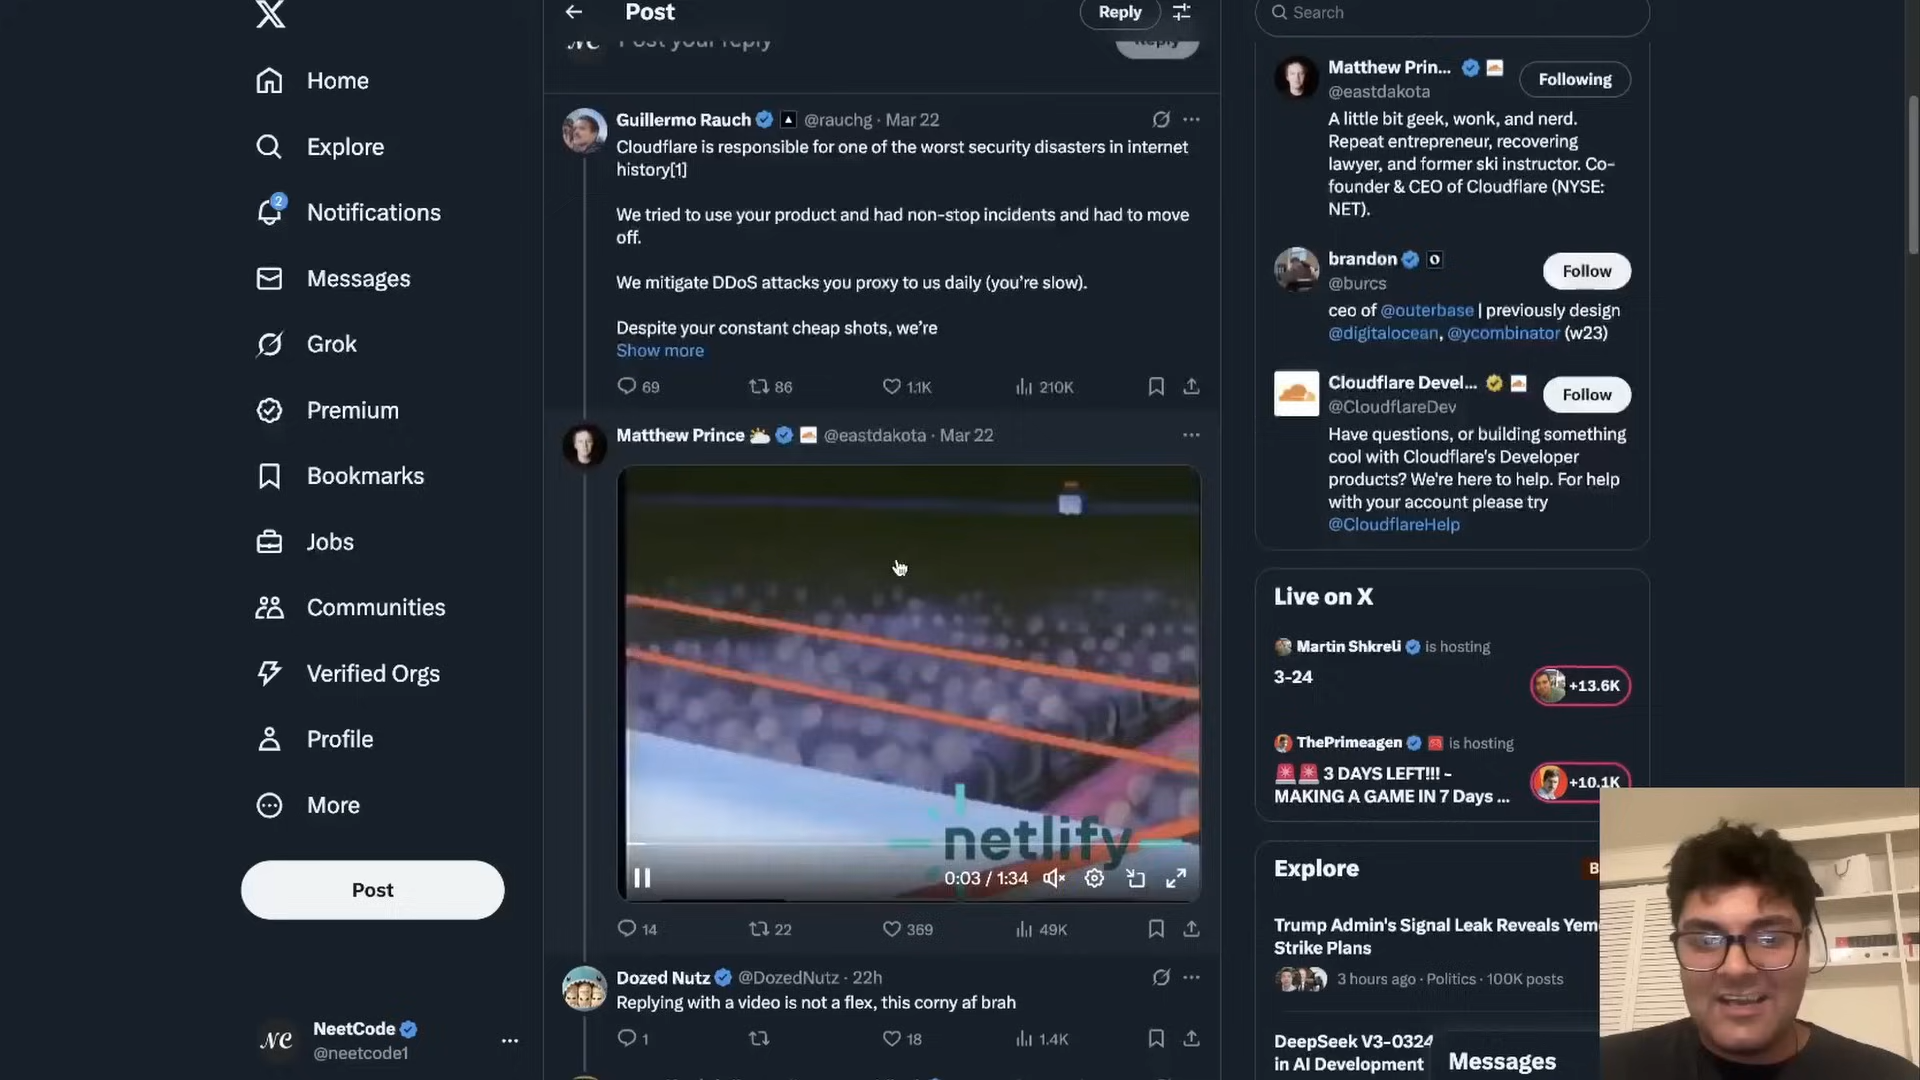 Home
Explore
2
Notifications
Messages
Grok
Premium
Bookmarks
Jobs
Communities
Verified Orgs
Profile
More
Post
NeetCode
@neetcode1
Post
Reply
Post your reply
Reply
Guillermo Rauch @rauchg · Mar 22
Cloudflare is responsible for one of the worst security disasters in internet
history[1]
We tried to use your product and had non-stop incidents and had to move
off.
We mitigate DDoS attacks you proxy to us daily (you're slow).
Despite your constant cheap shots, we're
Show more
69 86 1.1K 210K
Matthew Prince @eastdakota · Mar 22
netlify
0:03 / 1:34
14 22 369 49K
Dozed Nutz @DozedNutz · 22h
Replying with a video is not a flex, this corny af brah
1 18 1.4K
Search
Matthew Prin...
Following
@eastdakota
A little bit geek, wonk, and nerd.
Repeat entrepreneur, recovering
lawyer, and former ski instructor. Co-
founder & CEO of Cloudflare (NYSE:
NET).
brandon
Follow
@burcs
ceo of @outerbase | previously design
@digitalocean, @ycombinator (w23)
Cloudflare Devel...
Follow
@CloudflareDev
Have questions, or building something
cool with Cloudflare's Developer
products? We're here to help. For help
with your account please try
@CloudflareHelp
Live on X
Martin Shkreli is hosting
3-24
+13.6K
ThePrimeagen is hosting
3 DAYS LEFT!!! -
MAKING A GAME IN 7 Days ...
+10.1K
Explore
B
Trump Admin's Signal Leak Reveals Yem
Strike Plans
3 hours ago · Politics · 100K posts
DeepSeek V3-0324
in AI Development
Messages